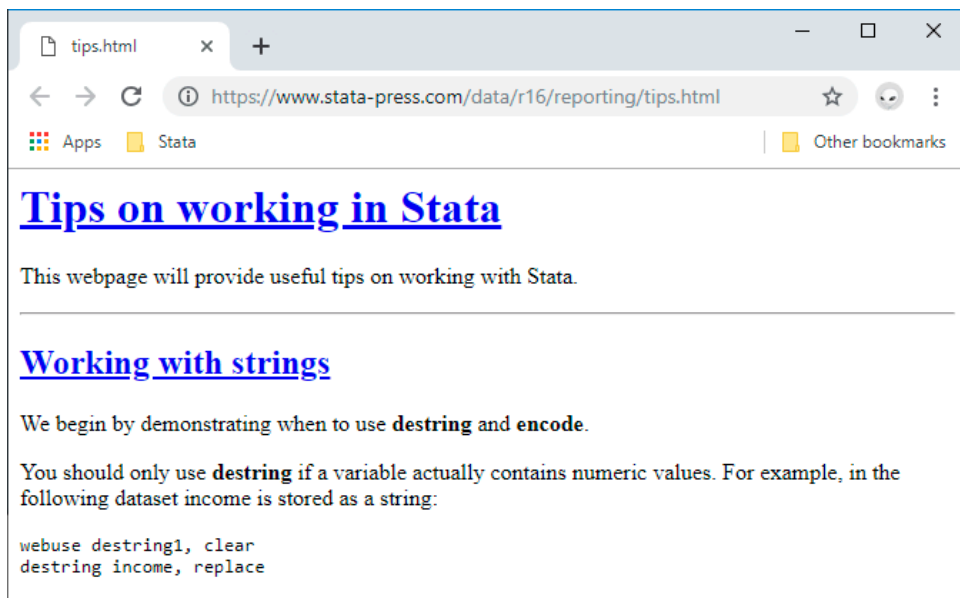 tips.html
https://www.stata-press.com/data/r16/reporting/tips.html
Apps Stata Other bookmarks
Tips on working in Stata
This webpage will provide useful tips on working with Stata.
Working with strings
We begin by demonstrating when to use destring and encode.
You should only use destring if a variable actually contains numeric values. For example, in the
following dataset income is stored as a string:
webuse destring1, clear
destring income, replace